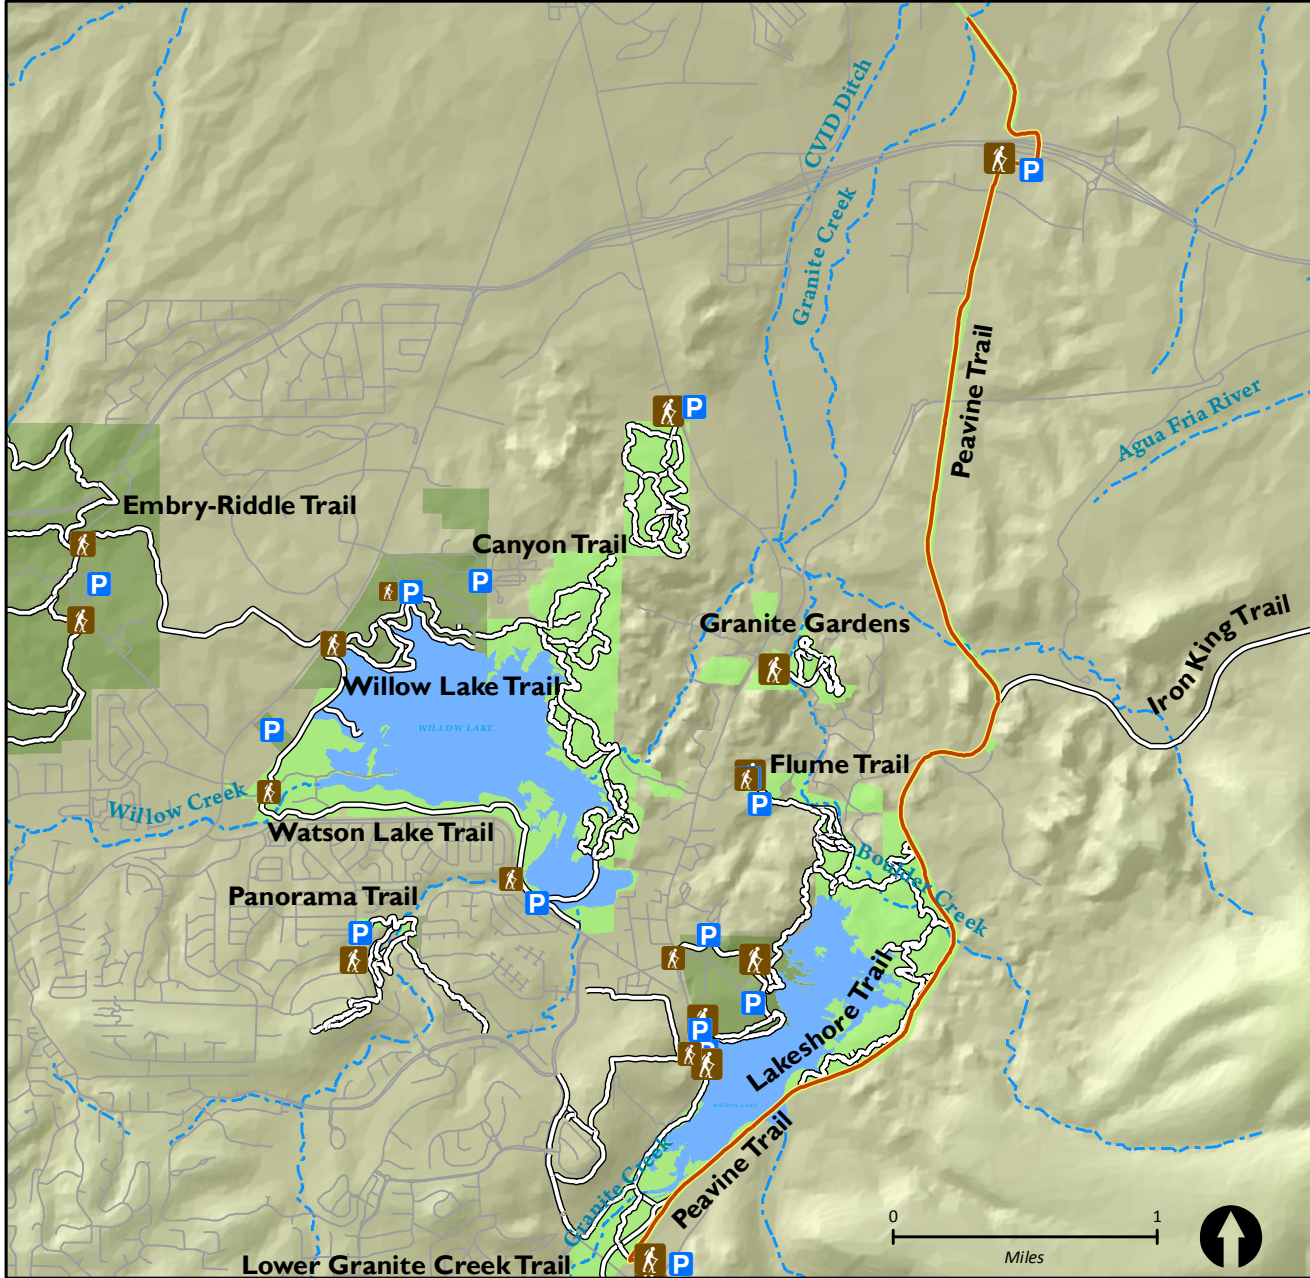 CVID Ditch
P
Granite Creek
Peavine Trail
P
Agua Fria River
Embry-Riddle Trail
Canyon Trail
P
P
P
Granite Gardens
Iron King Trail
Willow Lake Trail
WILLOW LAKE
P
Flume Trail
Willow Creek
P
Watson Lake Trail
Boulder Creek
Panorama Trail
P
P
P
P
Lakeshore Trail
P
P
WATSON LAKE
Peavine Trail
Granite Creek
0 1
Miles
Lower Granite Creek Trail
P